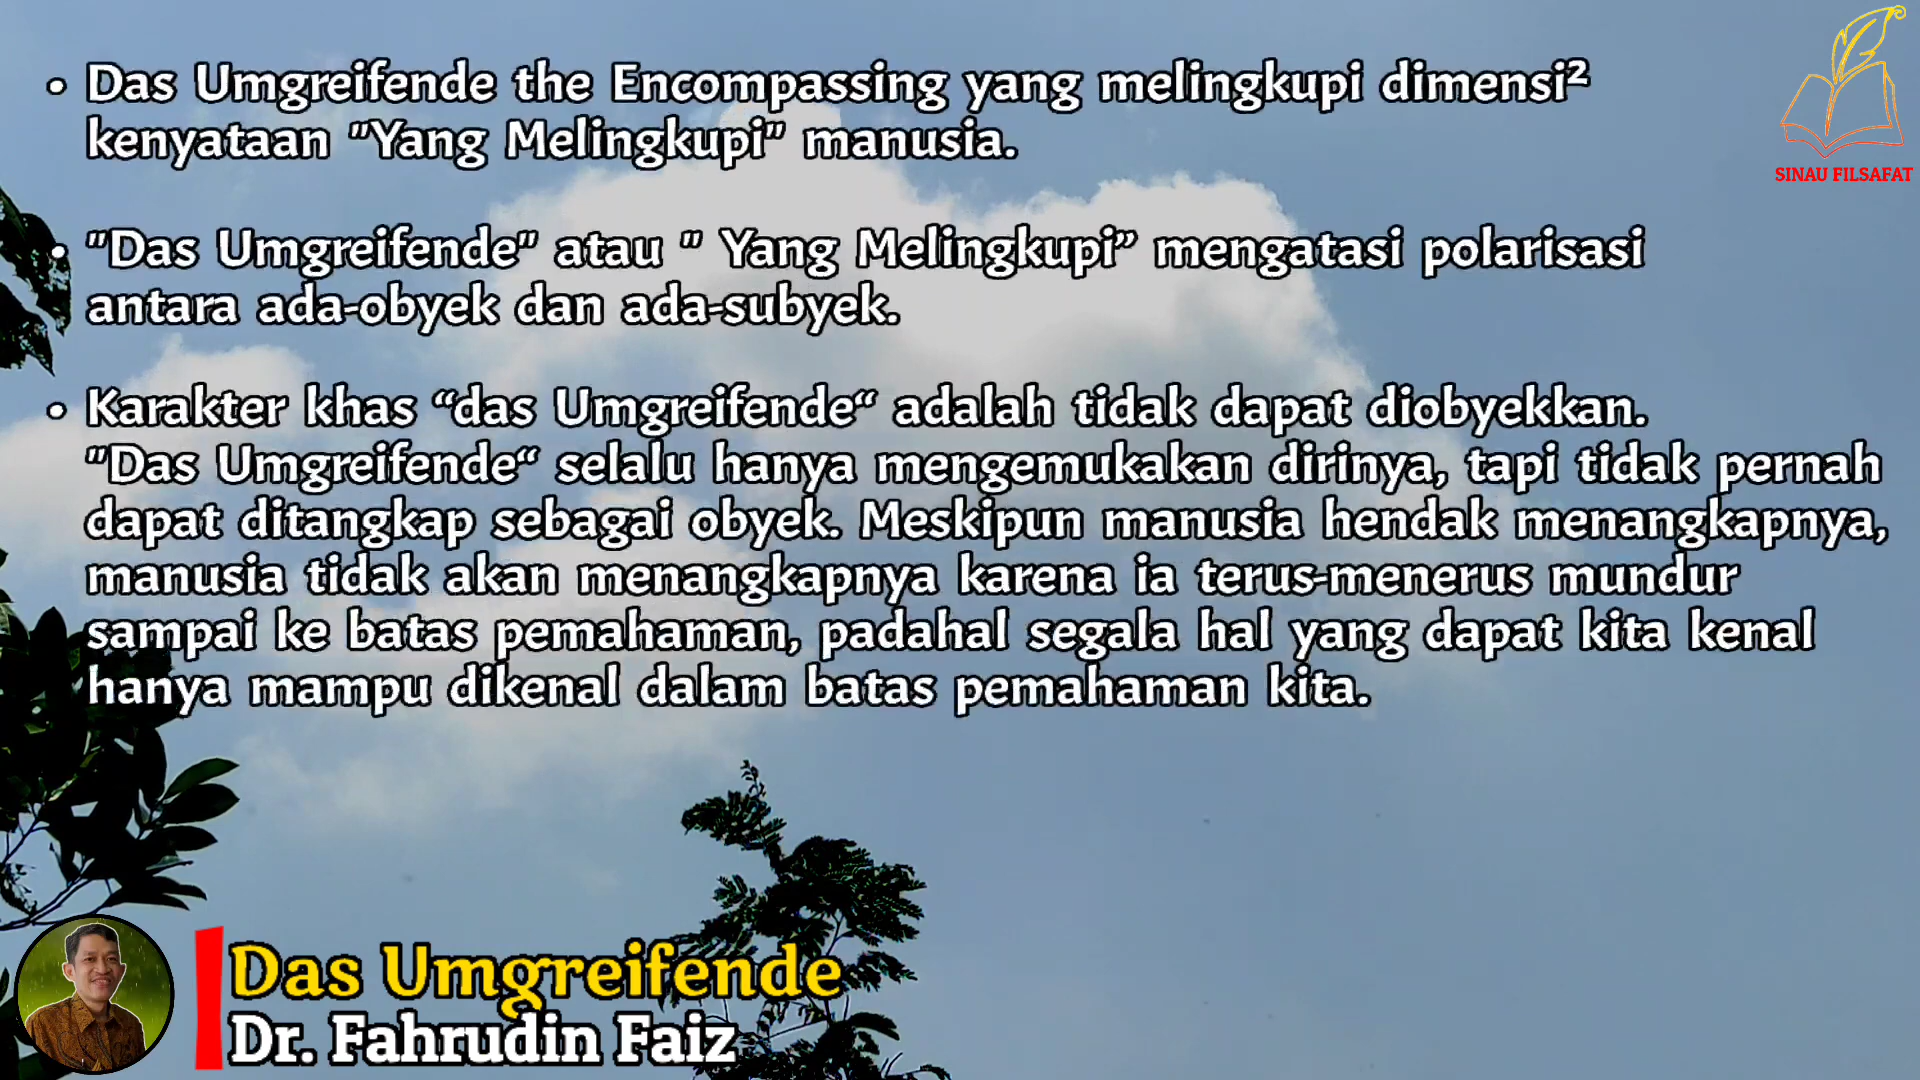 • Das Umgreifende the Encompassing yang melingkupi dimensi²
kenyataan "Yang Melingkupi" manusia.
• "Das Umgreifende" atau " Yang Melingkupi” mengatasi polarisasi
antara ada-obyek dan ada-subyek.
• Karakter khas “das Umgreifende“ adalah tidak dapat diobyekkan.
"Das Umgreifende“ selalu hanya mengemukakan dirinya, tapi tidak pernah
dapat ditangkap sebagai obyek. Meskipun manusia hendak menangkapnya,
manusia tidak akan menangkapnya karena ia terus-menerus mundur
sampai ke batas pemahaman, padahal segala hal yang dapat kita kenal
hanya mampu dikenal dalam batas pemahaman kita.
SINAU FILSAFAT
Das Umgreifende
Dr. Fahrudin Faiz